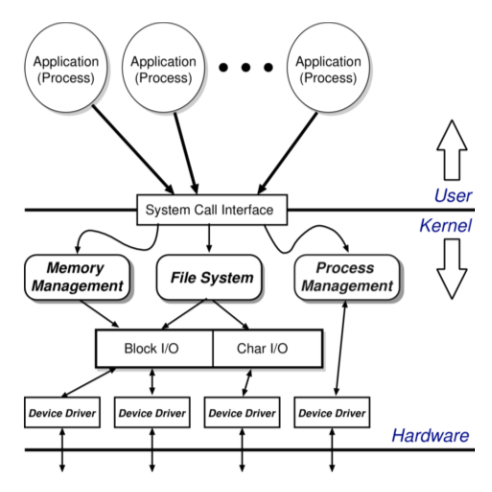 Application
(Process)
Application
(Process)
Application
(Process)
User
System Call Interface
Kernel
Memory
Management
File System
Process
Management
Block I/O
Char I/O
Device Driver
Device Driver
Device Driver
Device Driver
Hardware